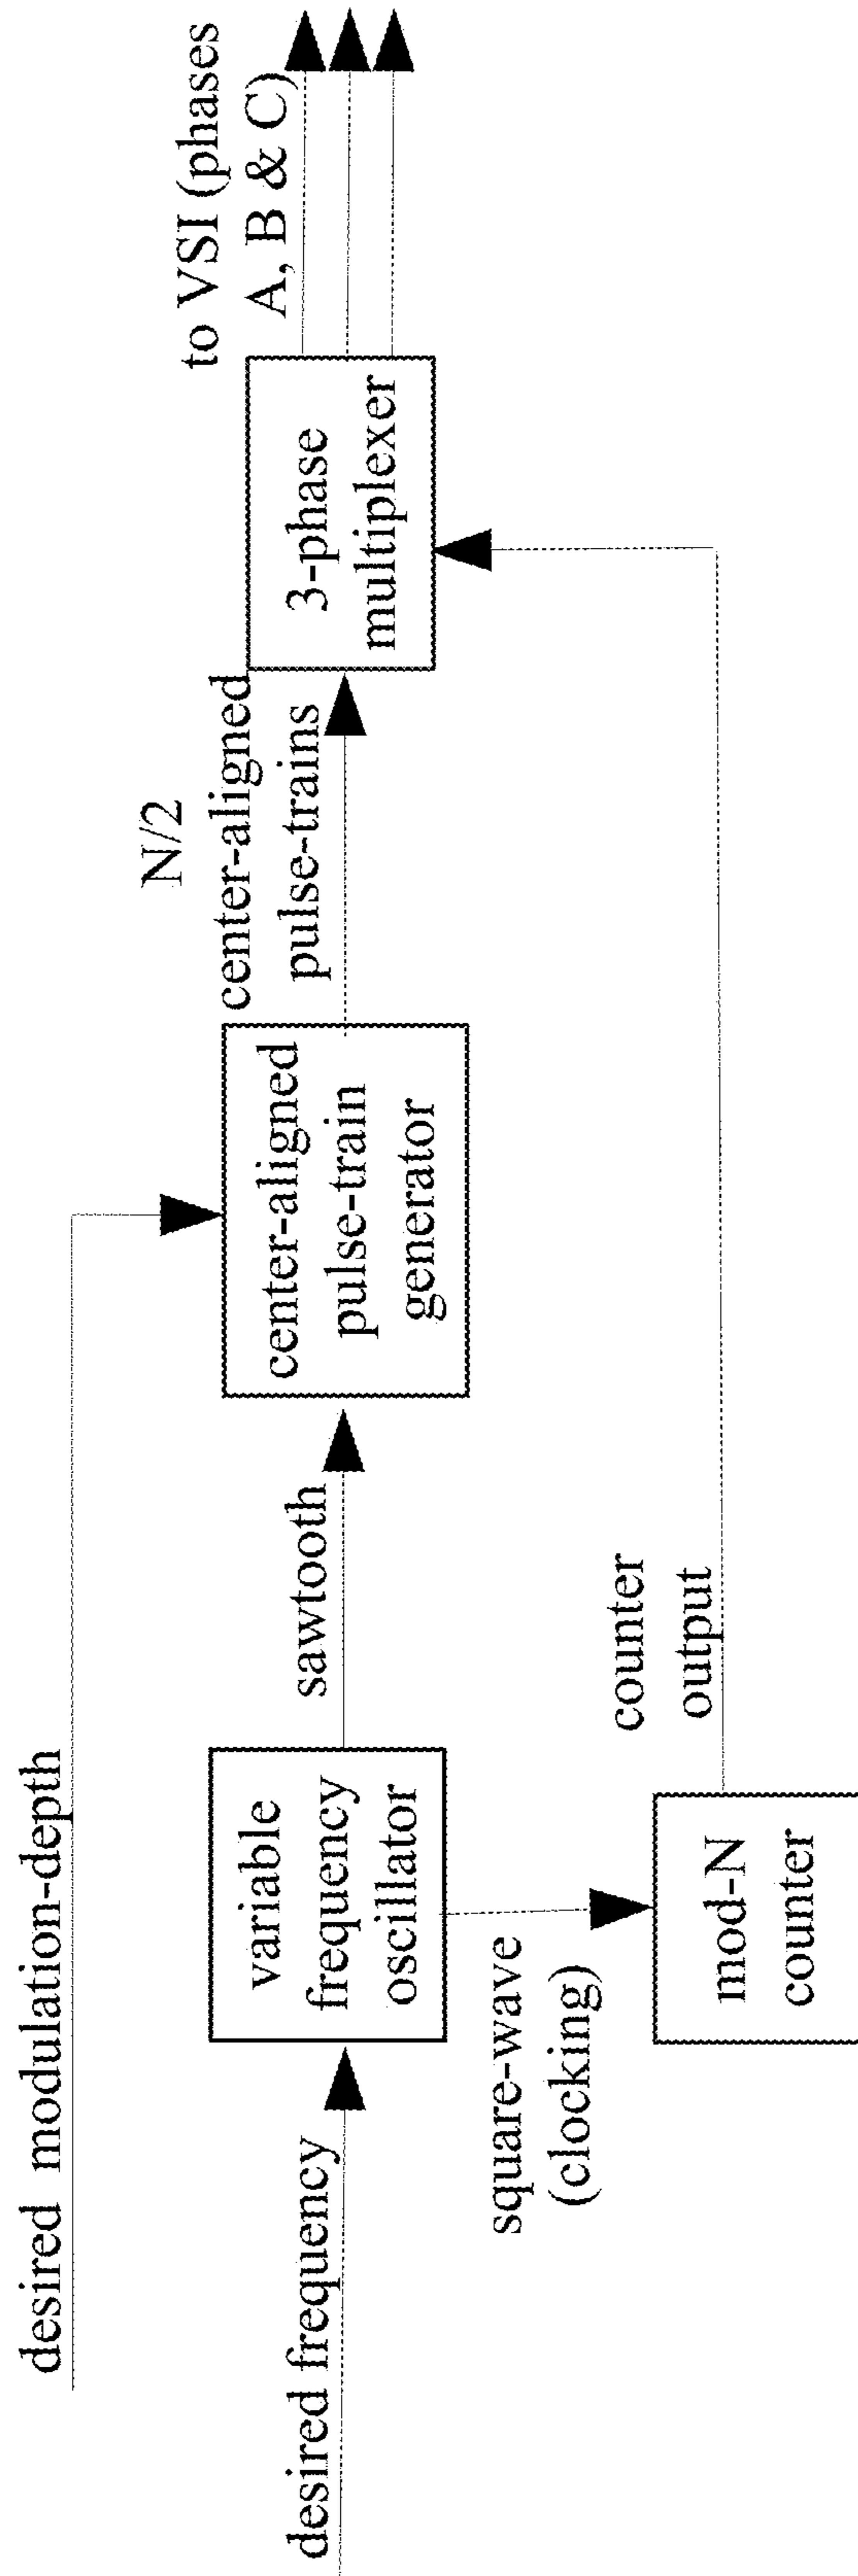 desired modulation-depth
desired frequency
variable
frequency
oscillator
square-wave
(clocking)
mod-N
counter
sawtooth
counter
output
center-aligned
pulse-train
generator
N/2
center-aligned
pulse-trains
3-phase
multiplexer
to VSI (phases
A, B & C)